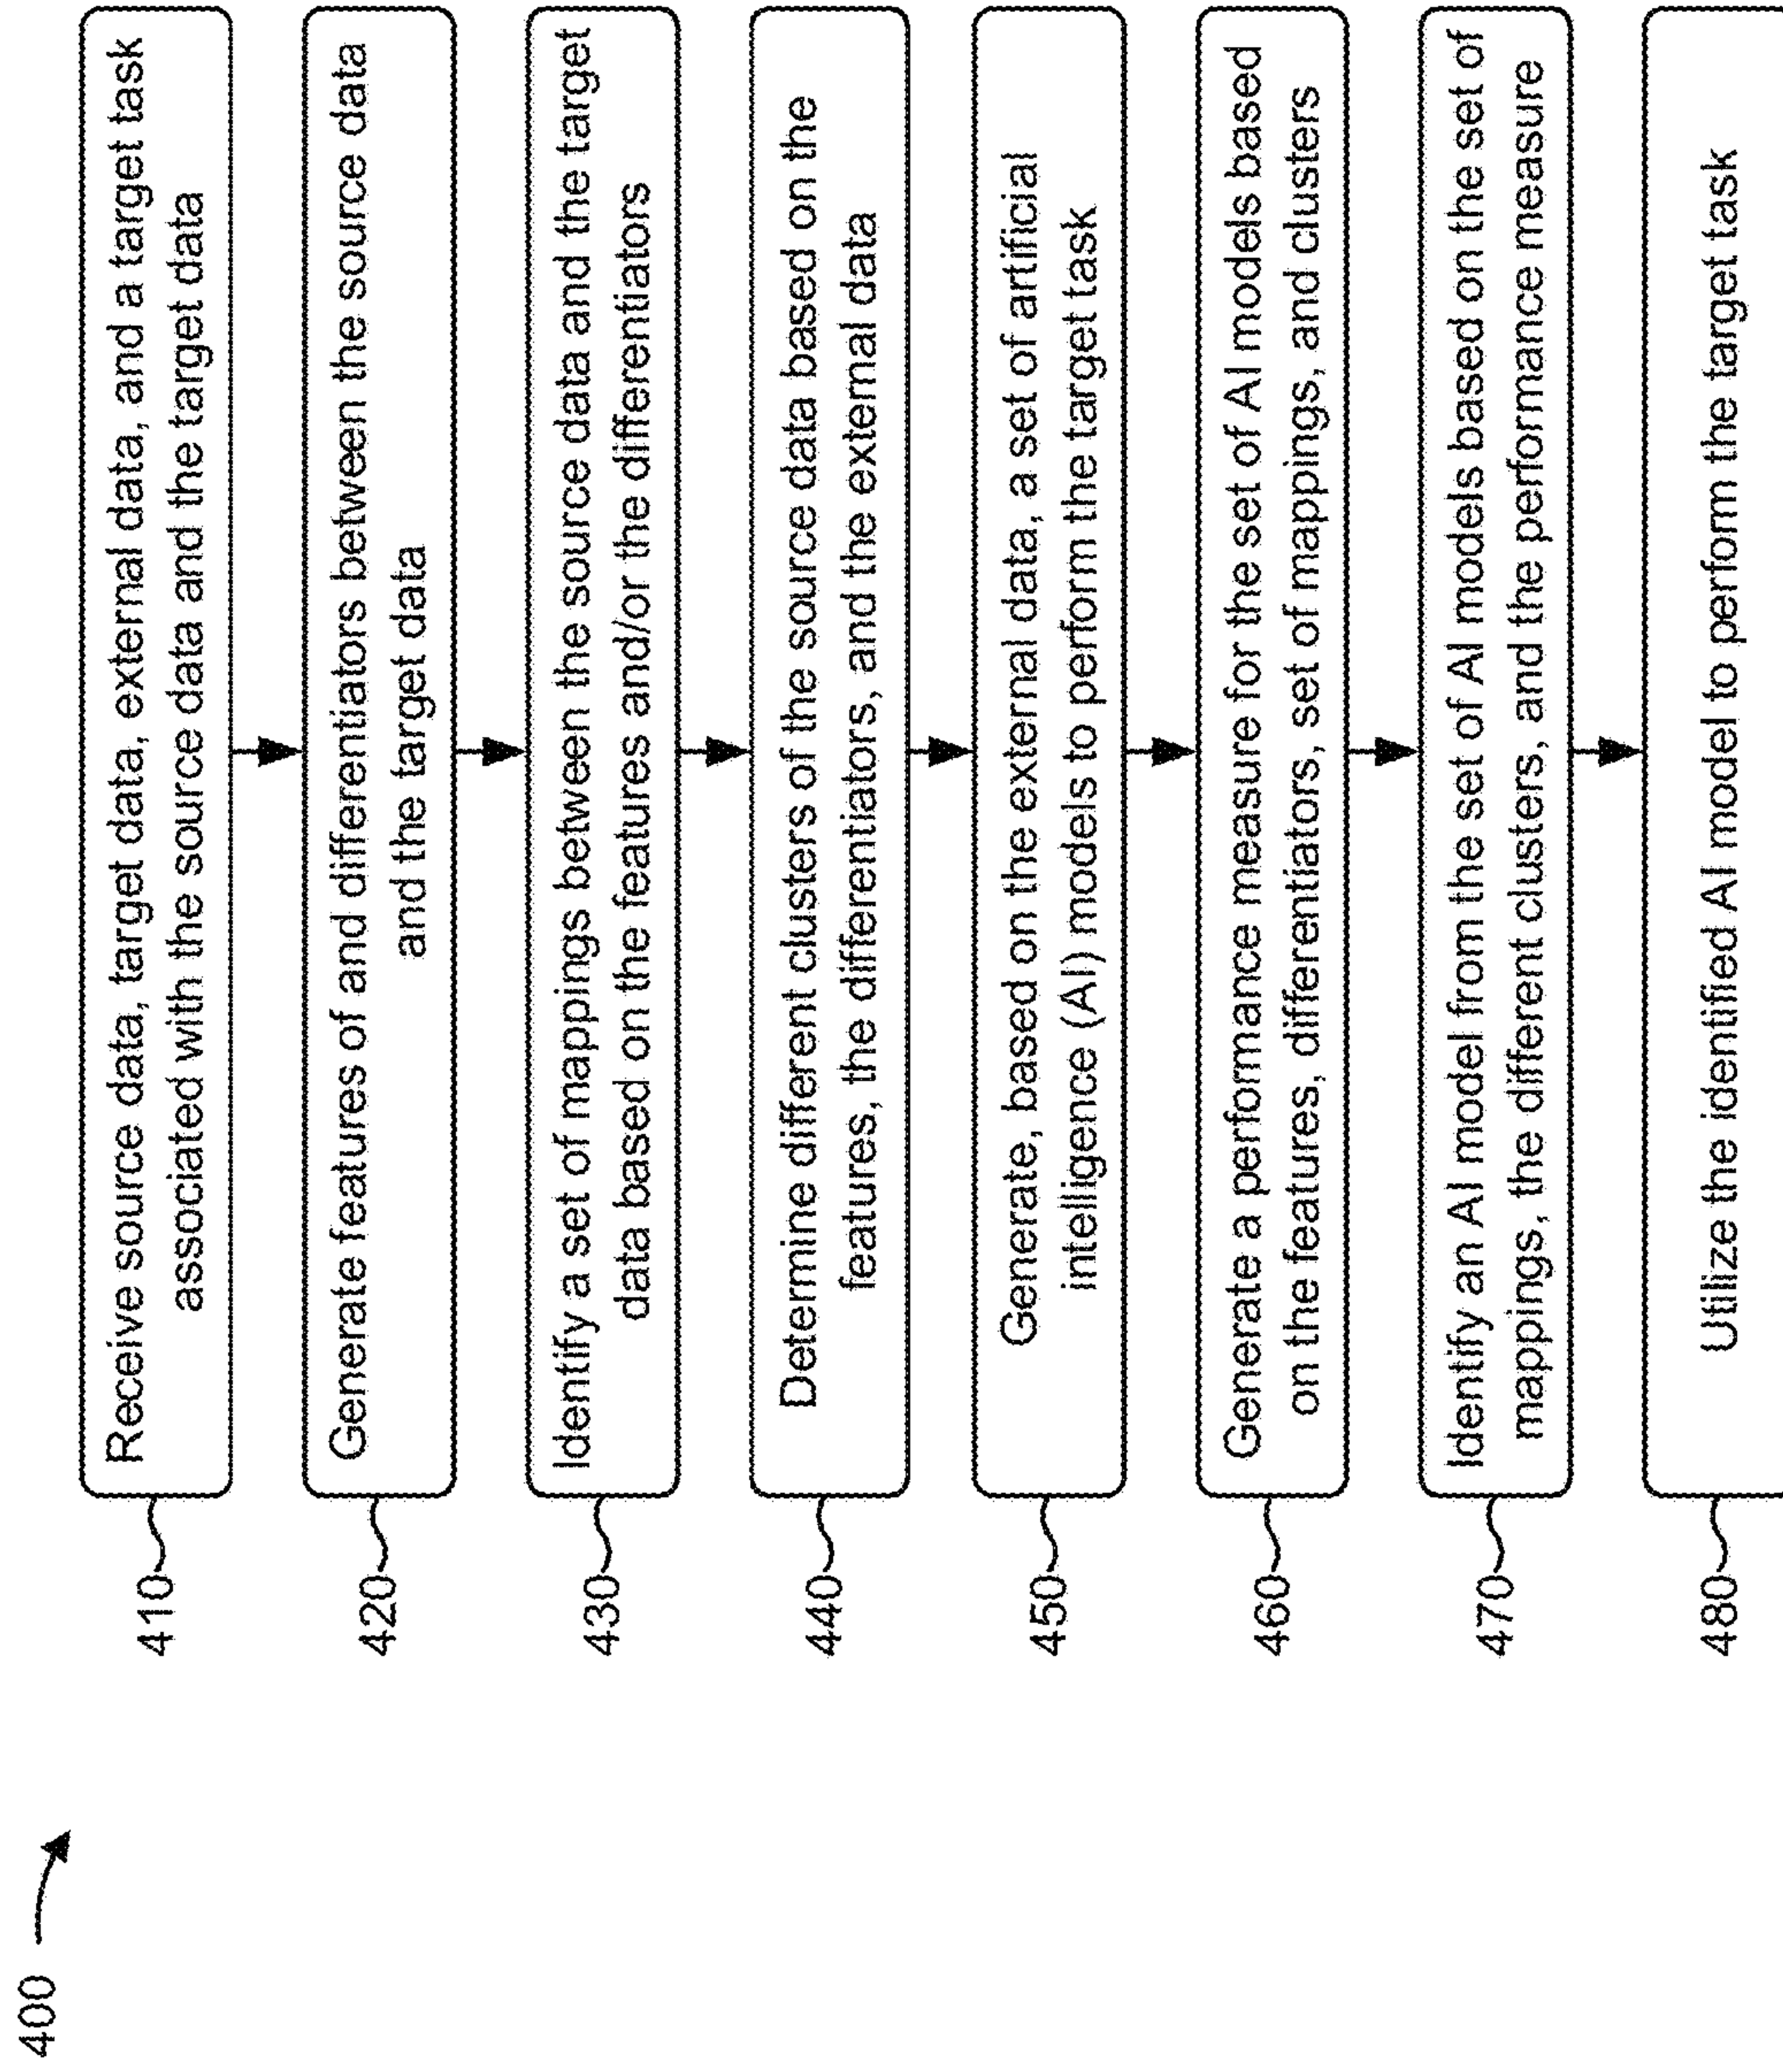 400
410
Receive source data, target data, external data, and a target task
associated with the source data and the target data
420
Generate features of and differentiators between the source data
and the target data
430
Identify a set of mappings between the source data and the target
data based on the features and/or the differentiators
440
Determine different clusters of the source data based on the
features, the differentiators, and the external data
450
Generate, based on the external data, a set of artificial
intelligence (AI) models to perform the target task
460
Generate a performance measure for the set of AI models based
on the features, differentiators, set of mappings, and clusters
470
Identify an AI model from the set of AI models based on the set of
mappings, the different clusters, and the performance measure
480
Utilize the identified AI model to perform the target task